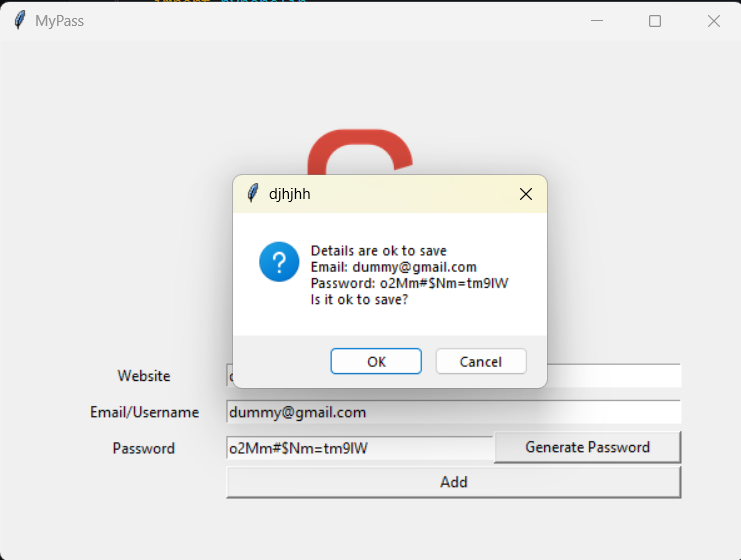 MyPass
djhjhh
Details are ok to save
Email: dummy@gmail.com
Password: o2Mm#$Nm=tm9IW
Is it ok to save?
OK Cancel
Website
Email/Username dummy@gmail.com
Password o2Mm#$Nm=tm9IW Generate Password
Add